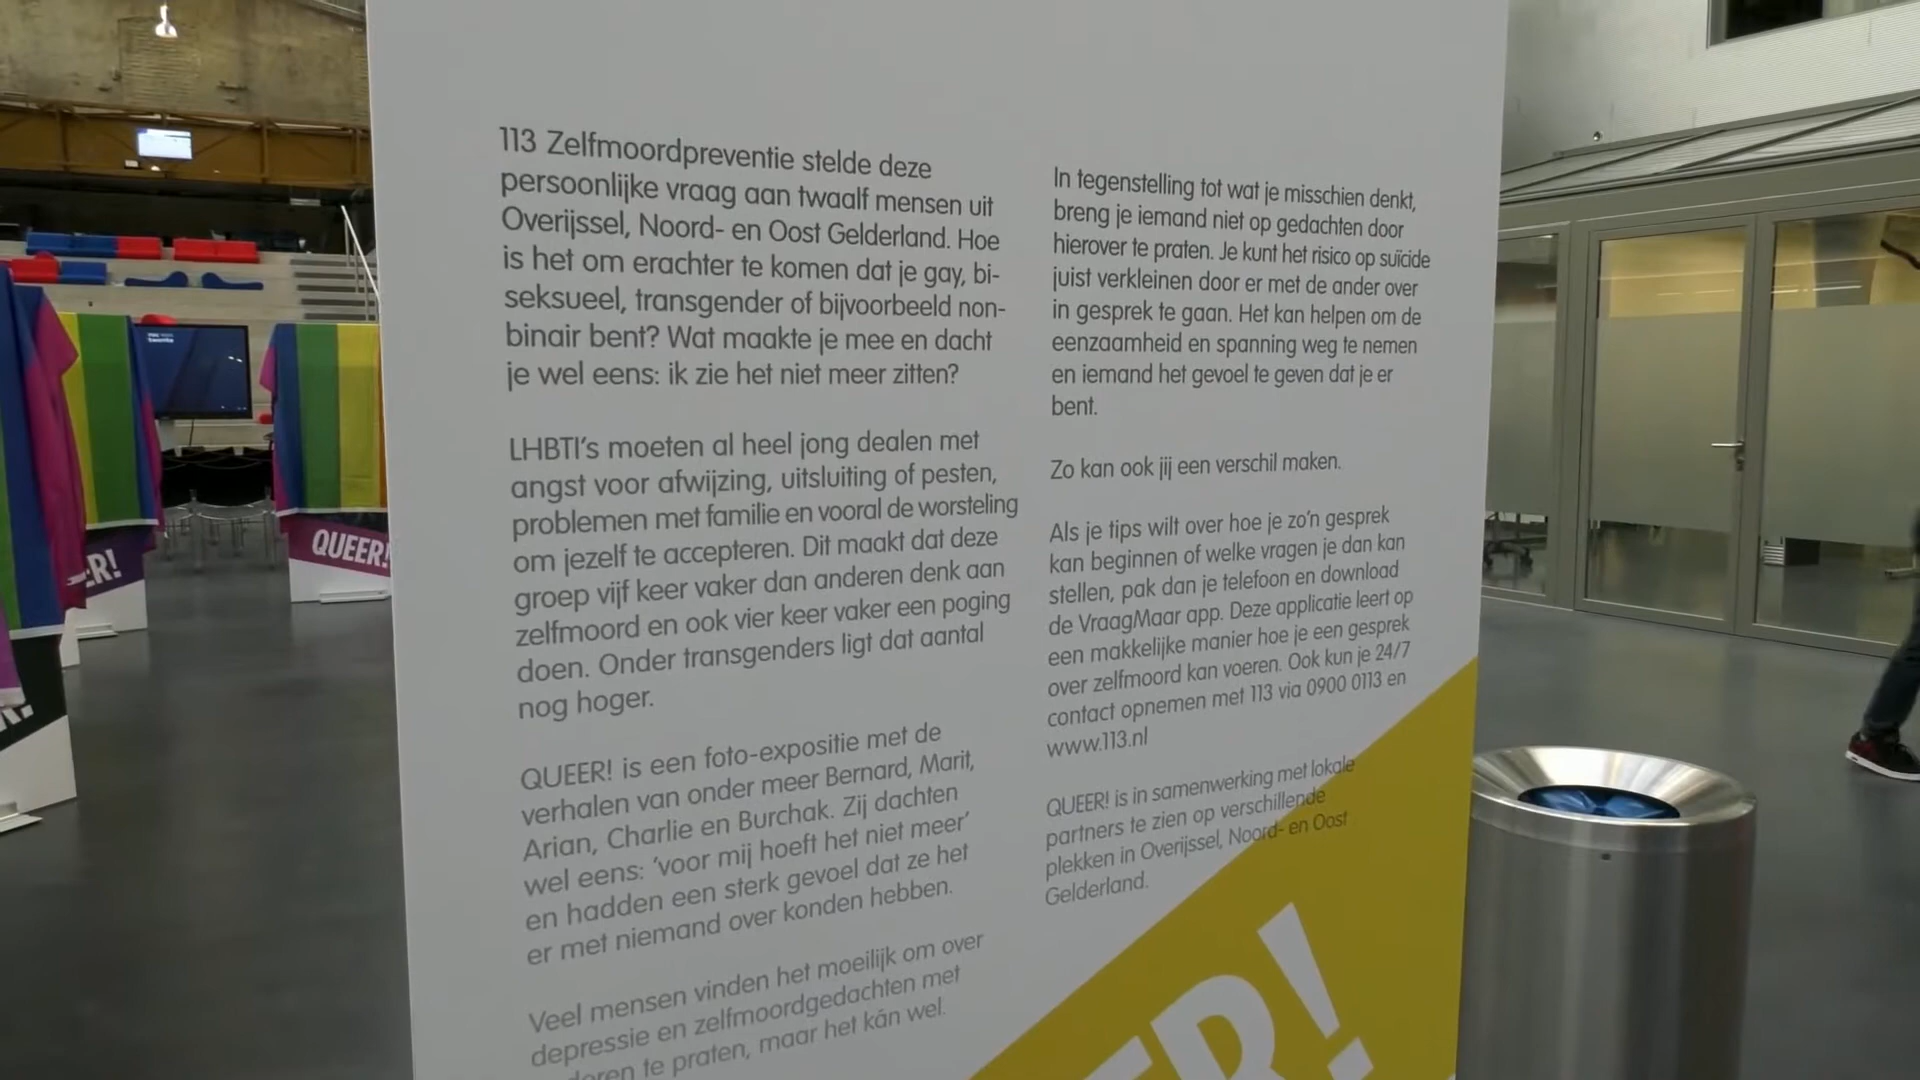 113 Zelfmoordpreventie stelde deze
persoonlijke vraag aan twaalf mensen uit
Overijssel, Noord- en Oost Gelderland. Hoe
is het om erachter te komen dat je gay, bi-
seksueel, transgender of bijvoorbeeld non-
binair bent? Wat maakte je mee en dacht
je wel eens: ik zie het niet meer zitten?
LHBTI's moeten al heel jong dealen met
angst voor afwijzing, uitsluiting of pesten,
problemen met familie en vooral de worsteling
om jezelf te accepteren. Dit maakt dat deze
groep vijf keer vaker dan anderen denk aan
zelfmoord en ook vier keer vaker een poging
doen. Onder transgenders ligt dat aantal
nog hoger.
QUEER! is een foto-expositie met de
verhalen van onder meer Bernard, Marit,
Arian, Charlie en Burchak. Zij dachten
wel eens: 'voor mij hoeft het niet meer'
en hadden een sterk gevoel dat ze het
er met niemand over konden hebben.
Veel mensen vinden het moeilijk om over
depressie en zelfmoordgedachten met
te praten, maar het kán wel.
In tegenstelling tot wat je misschien denkt,
breng je iemand niet op gedachten door
hierover te praten. Je kunt het risico op suïcide
juist verkleinen door er met de ander over
in gesprek te gaan. Het kan helpen om de
eenzaamheid en spanning weg te nemen
en iemand het gevoel te geven dat je er
bent.
Zo kan ook jij een verschil maken.
Als je tips wilt over hoe je zo'n gesprek
kan beginnen of welke vragen je dan kan
stellen, pak dan je telefoon en download
de VraagMaar app. Deze applicatie leert op
een makkelijke manier hoe je een gesprek
over zelfmoord kan voeren. Ook kun je 24/7
contact opnemen met 113 via 0900 0113 en
www.113.nl
QUEER! is in samenwerking met lokale
partners te zien op verschillende
plekken in Overijssel, Noord- en Oost
Gelderland.
ER!
QUEER!
ER!
R!